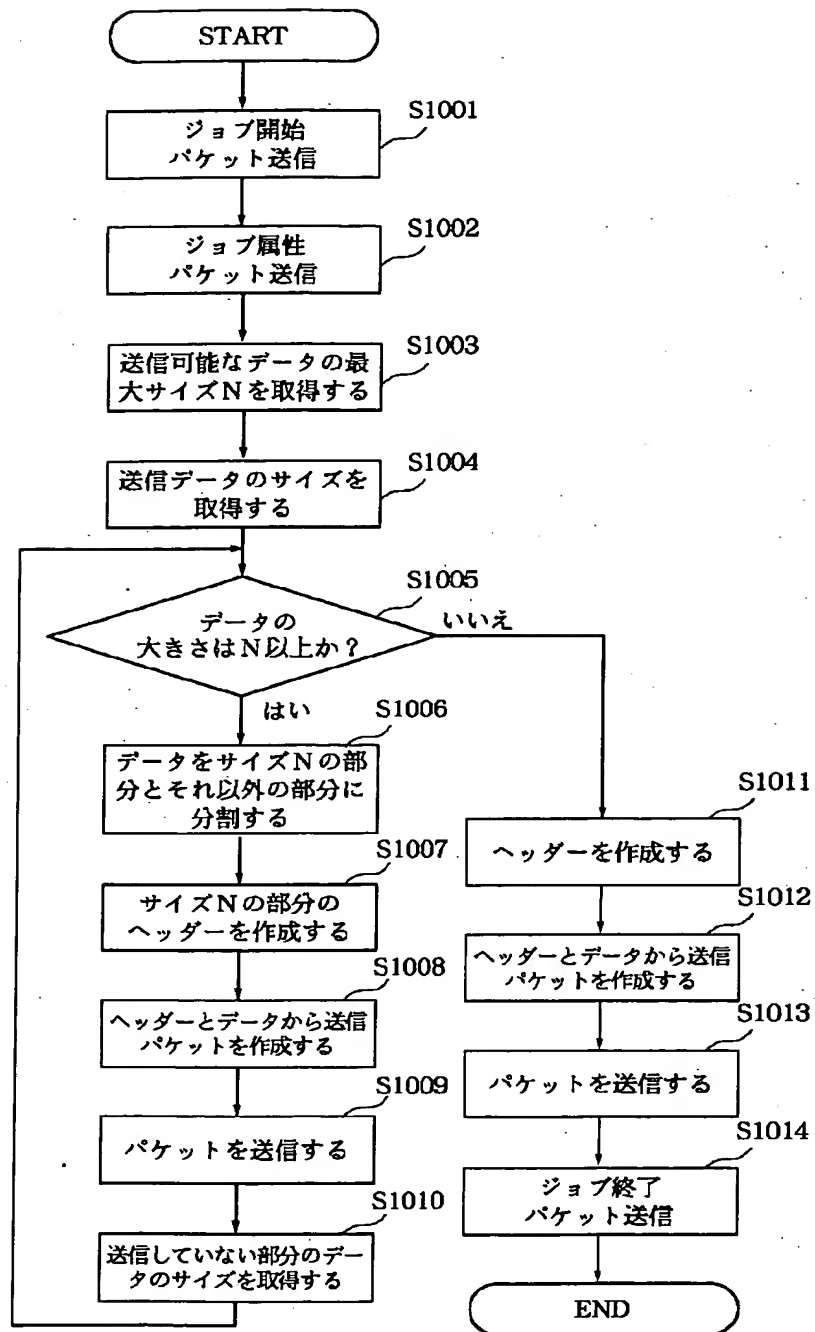 START
S1001
ジョブ開始
パケット送信
S1002
ジョブ属性
パケット送信
S1003
送信可能なデータの最
大サイズNを取得する
S1004
送信データのサイズを
取得する
S1005
データの
大きさはN以上か?
いいえ
はい
S1006
データをサイズNの部
分とそれ以外の部分に
分割する
S1007
サイズNの部分の
ヘッダーを作成する
S1008
ヘッダーとデータから送信
パケットを作成する
S1009
パケットを送信する
S1010
送信していない部分のデー
タのサイズを取得する
S1011
ヘッダーを作成する
S1012
ヘッダーとデータから送信
パケットを作成する
S1013
パケットを送信する
S1014
ジョブ終了
パケット送信
END